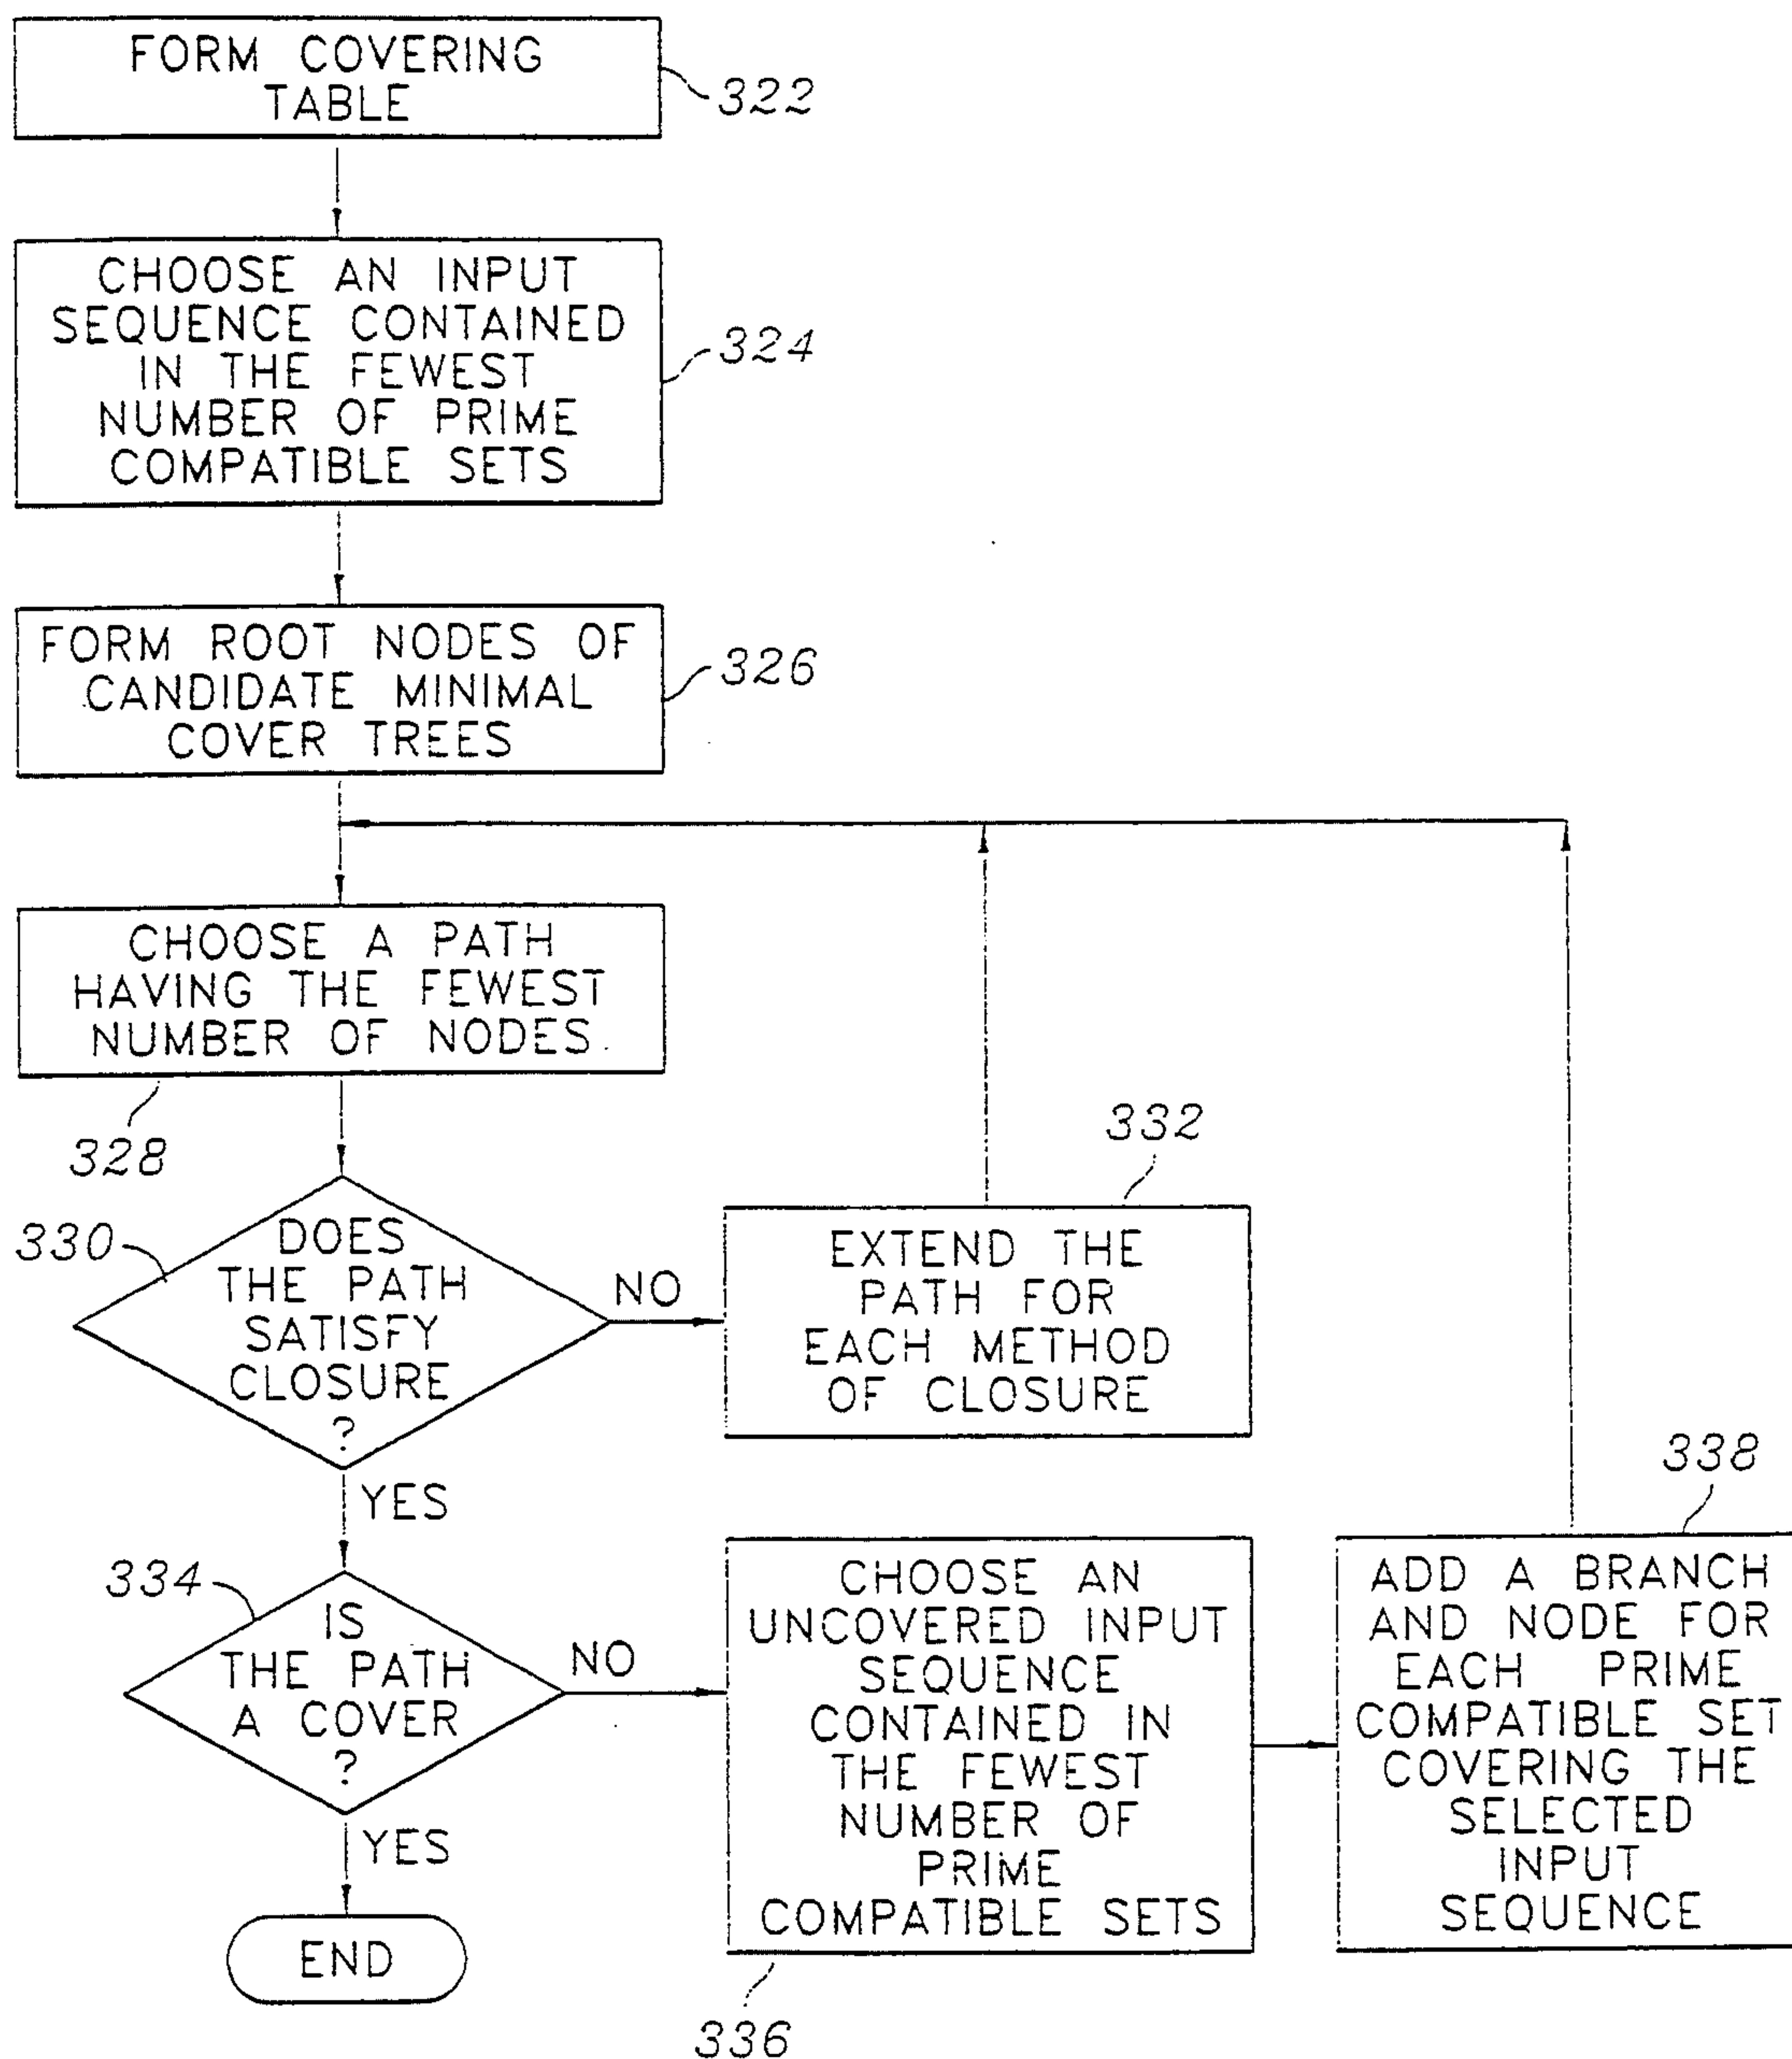 FORM COVERING
TABLE
322
CHOOSE AN INPUT
SEQUENCE CONTAINED
IN THE FEWEST
NUMBER OF PRIME
COMPATIBLE SETS
324
FORM ROOT NODES OF
CANDIDATE MINIMAL
COVER TREES
326
CHOOSE A PATH
HAVING THE FEWEST
NUMBER OF NODES
328
330
DOES
THE PATH
SATISFY
CLOSURE
?
NO
332
EXTEND THE
PATH FOR
EACH METHOD
OF CLOSURE
YES
334
IS
THE PATH
A COVER
?
NO
CHOOSE AN
UNCOVERED INPUT
SEQUENCE
CONTAINED IN
THE FEWEST
NUMBER OF
PRIME
COMPATIBLE SETS
336
338
ADD A BRANCH
AND NODE FOR
EACH PRIME
COMPATIBLE SET
COVERING THE
SELECTED
INPUT
SEQUENCE
YES
END